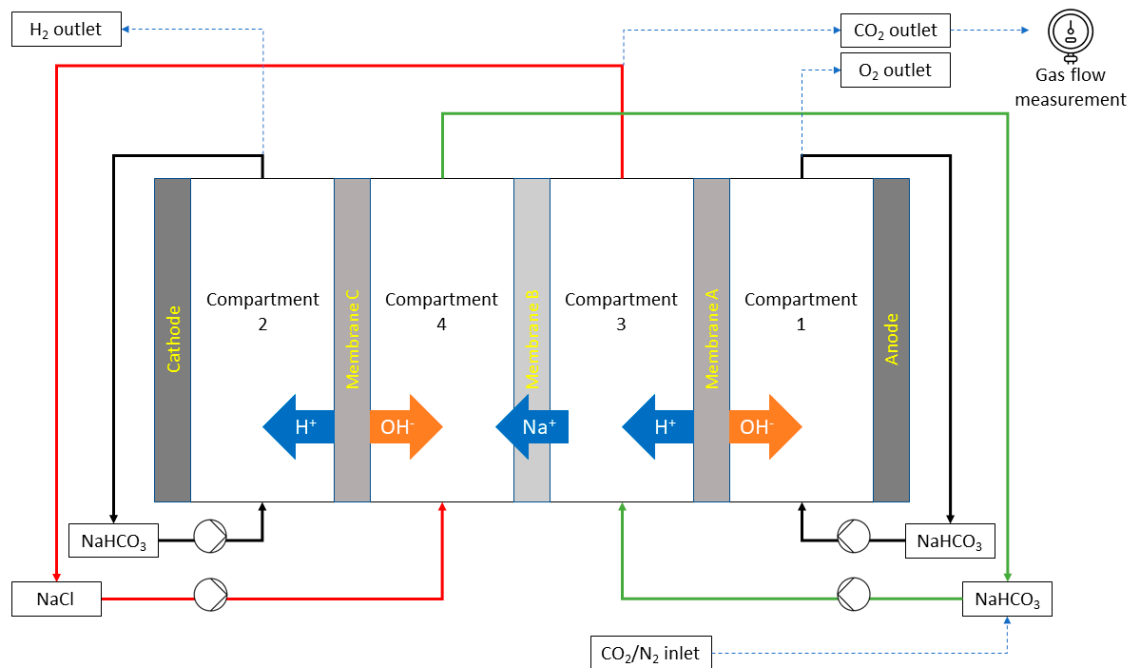 H₂ outlet
CO₂ outlet
O₂ outlet
Gas flow
measurement
Cathode
Compartment
2
Membrane C
Compartment
4
Membrane B
Compartment
3
Membrane A
Compartment
1
Anode
H⁺
OH⁻
Na⁺
H⁺
OH⁻
NaHCO₃
NaHCO₃
NaCl
NaHCO₃
CO₂/N₂ inlet